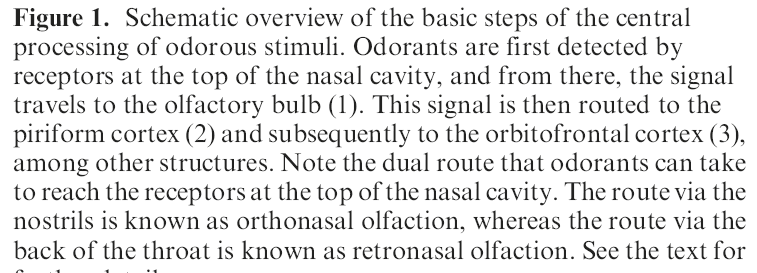 Figure 1. Schematic overview of the basic steps of the central
processing of odorous stimuli. Odorants are first detected by
receptors at the top of the nasal cavity, and from there, the signal
travels to the olfactory bulb (1). This signal is then routed to the
piriform cortex (2) and subsequently to the orbitofrontal cortex (3),
among other structures. Note the dual route that odorants can take
to reach the receptors at the top of the nasal cavity. The route via the
nostrils is known as orthonasal olfaction, whereas the route via the
back of the throat is known as retronasal olfaction. See the text for